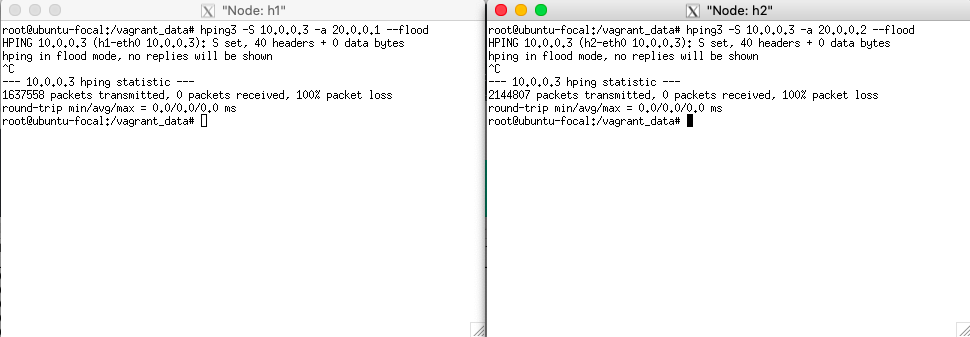 "Node: h1"
root@ubuntu-focal:/vagrant_data# hping3 -S 10.0.0.3 -a 20.0.0.1 --flood
HPING 10.0.0.3 (h1-eth0 10.0.0.3): S set, 40 headers + 0 data bytes
hping in flood mode, no replies will be shown
^C
--- 10.0.0.3 hping statistic ---
1637558 packets transmitted, 0 packets received, 100% packet loss
round-trip min/avg/max = 0.0/0.0/0.0 ms
root@ubuntu-focal:/vagrant_data#
"Node: h2"
root@ubuntu-focal:/vagrant_data# hping3 -S 10.0.0.3 -a 20.0.0.2 --flood
HPING 10.0.0.3 (h2-eth0 10.0.0.3): S set, 40 headers + 0 data bytes
hping in flood mode, no replies will be shown
^C
--- 10.0.0.3 hping statistic ---
2144807 packets transmitted, 0 packets received, 100% packet loss
round-trip min/avg/max = 0.0/0.0/0.0 ms
root@ubuntu-focal:/vagrant_data#